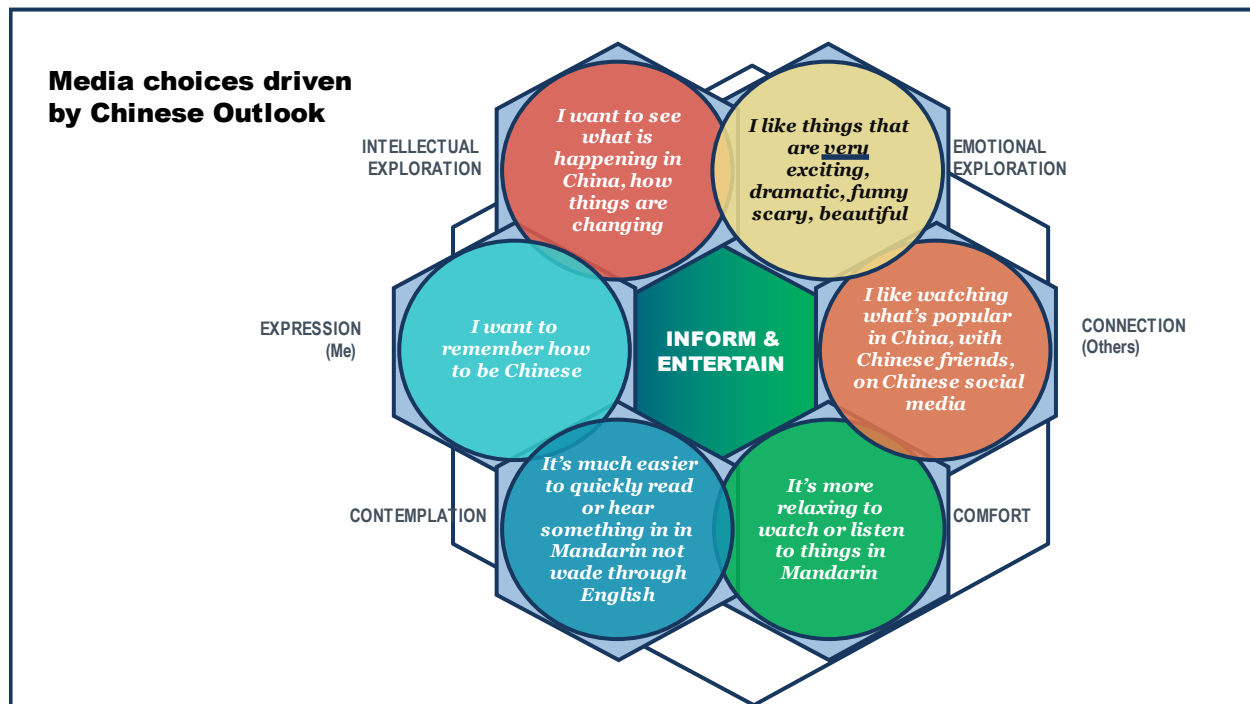 Media choices driven
by Chinese Outlook
INTELLECTUAL
EXPLORATION
I want to see
what is
happening in
China, how
things are
changing
I like things that
are very
exciting,
dramatic, funny
scary, beautiful
EMOTIONAL
EXPLORATION
EXPRESSION
(Me)
I want to
remember how
to be Chinese
INFORM &
ENTERTAIN
I like watching
what’s popular
in China, with
Chinese friends,
on Chinese social
media
CONNECTION
(Others)
CONTEMPLATION
It’s much easier
to quickly read
or hear
something in in
Mandarin not
wade through
English
It’s more
relaxing to
watch or listen
to things in
Mandarin
COMFORT